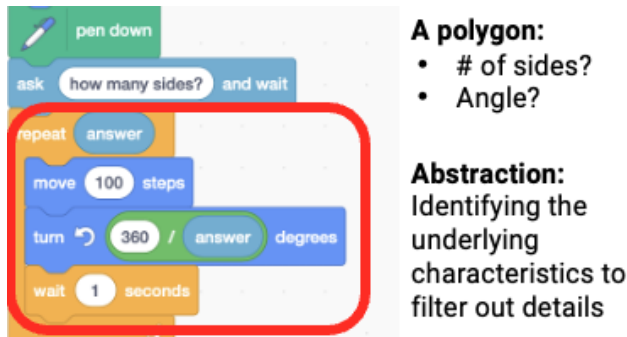 pen down
ask how many sides? and wait
repeat answer
move 100 steps
turn 360 / answer degrees
wait 1 seconds
A polygon:
• # of sides?
• Angle?
Abstraction:
Identifying the
underlying
characteristics to
filter out details